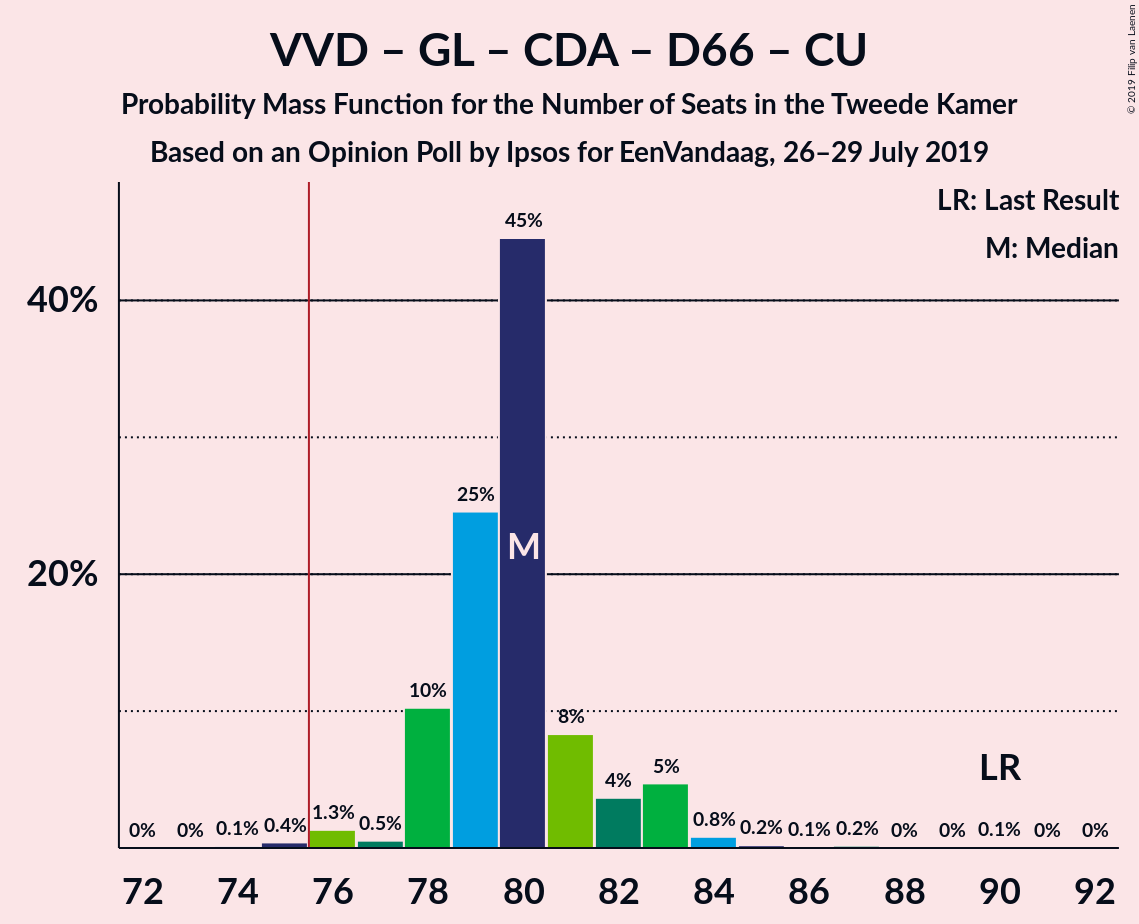 VVD – GL – CDA – D66 – CU
Probability Mass Function for the Number of Seats in the Tweede Kamer
Based on an Opinion Poll by Ipsos for EenVandaag, 26–29 July 2019
© 2019 Filip van Laenen
LR: Last Result
M: Median
45%
40%
25%
M
20%
10%
8%
LR
5%
4%
1.3%
0.8%
0% 0% 0.1% 0.4% 0.5% 0.2% 0.1% 0.2% 0% 0% 0.1% 0% 0%
72 74 76 78 80 82 84 86 88 90 92